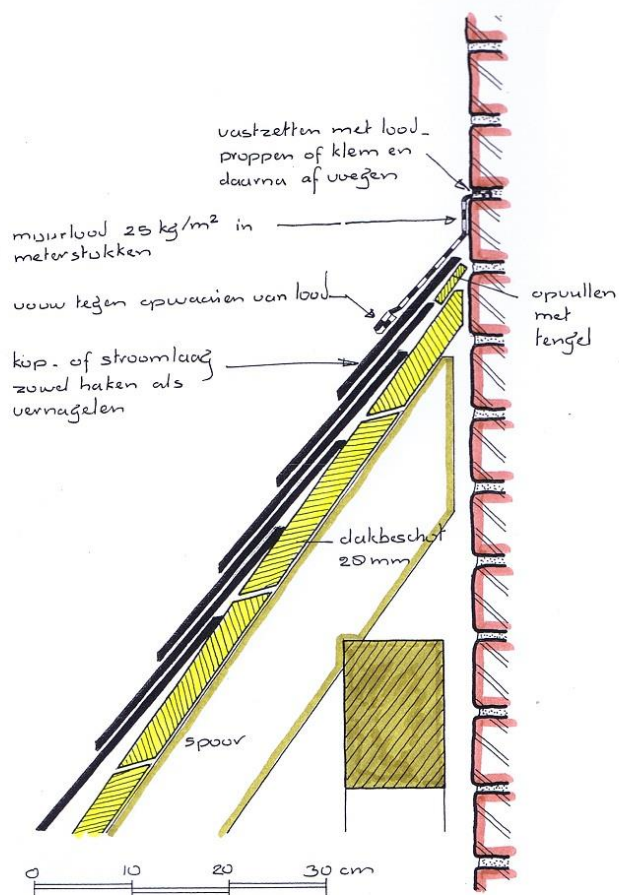 vastzetten met lood-
proppen of klem en
daarna af voegen
muurlood 25 kg/m² in
meterstukken
vouw tegen opwaaien van lood
opvullen
met
tengel
kop- of stroomlaag
zowel haken als
vernagelen
dakbeschot
28 mm
spoor
0 10 20 30 cm